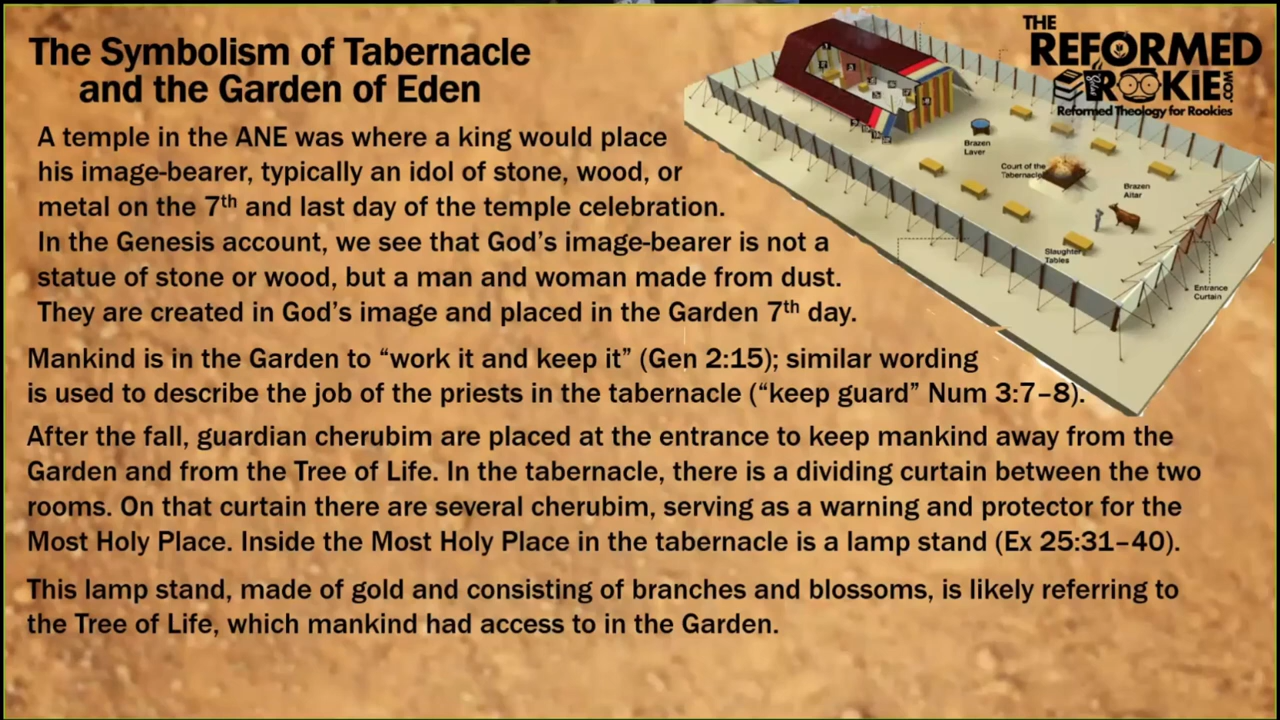 The Symbolism of Tabernacle
and the Garden of Eden
THE
REFORMED
ROOKiE
.COM
Reformed Theology for Rookies
A temple in the ANE was where a king would place
his image-bearer, typically an idol of stone, wood, or
metal on the 7th and last day of the temple celebration.
In the Genesis account, we see that God's image-bearer is not a
statue of stone or wood, but a man and woman made from dust.
They are created in God's image and placed in the Garden 7th day.
Brazen
Laver
Court of the
Tabernacle
Brazen
Altar
Slaughter
Tables
Entrance
Curtain
Mankind is in the Garden to “work it and keep it” (Gen 2:15); similar wording
is used to describe the job of the priests in the tabernacle (“keep guard” Num 3:7–8).
After the fall, guardian cherubim are placed at the entrance to keep mankind away from the
Garden and from the Tree of Life. In the tabernacle, there is a dividing curtain between the two
rooms. On that curtain there are several cherubim, serving as a warning and protector for the
Most Holy Place. Inside the Most Holy Place in the tabernacle is a lamp stand (Ex 25:31–40).
This lamp stand, made of gold and consisting of branches and blossoms, is likely referring to
the Tree of Life, which mankind had access to in the Garden.